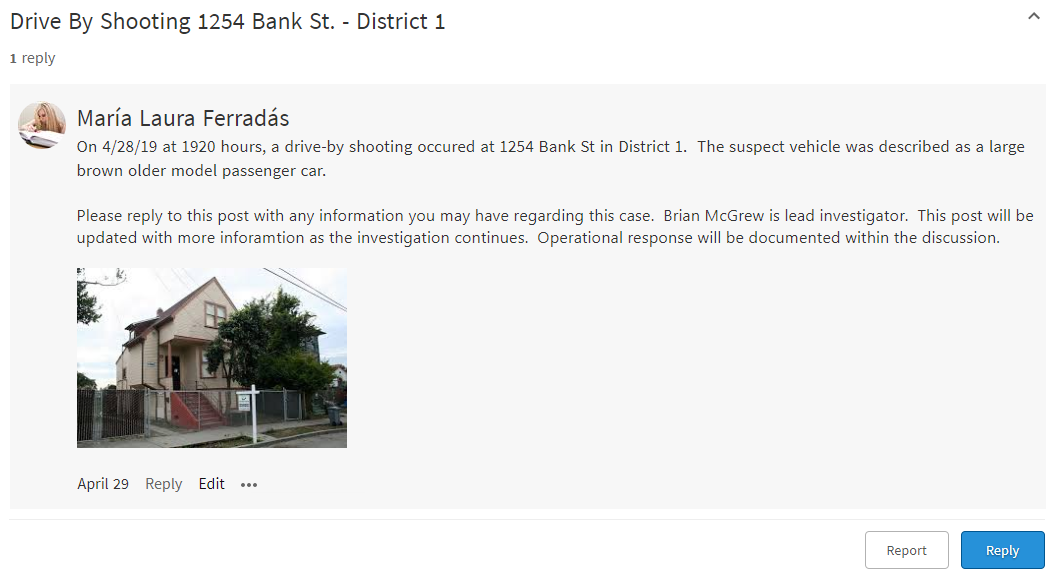 Drive By Shooting 1254 Bank St. - District 1
1 reply
María Laura Ferradás
On 4/28/19 at 1920 hours, a drive-by shooting occured at 1254 Bank St in District 1.  The suspect vehicle was described as a large
brown older model passenger car.
Please reply to this post with any information you may have regarding this case.  Brian McGrew is lead investigator.  This post will be
updated with more inforamtion as the investigation continues.  Operational response will be documented within the discussion.
April 29 Reply Edit •••
Report Reply